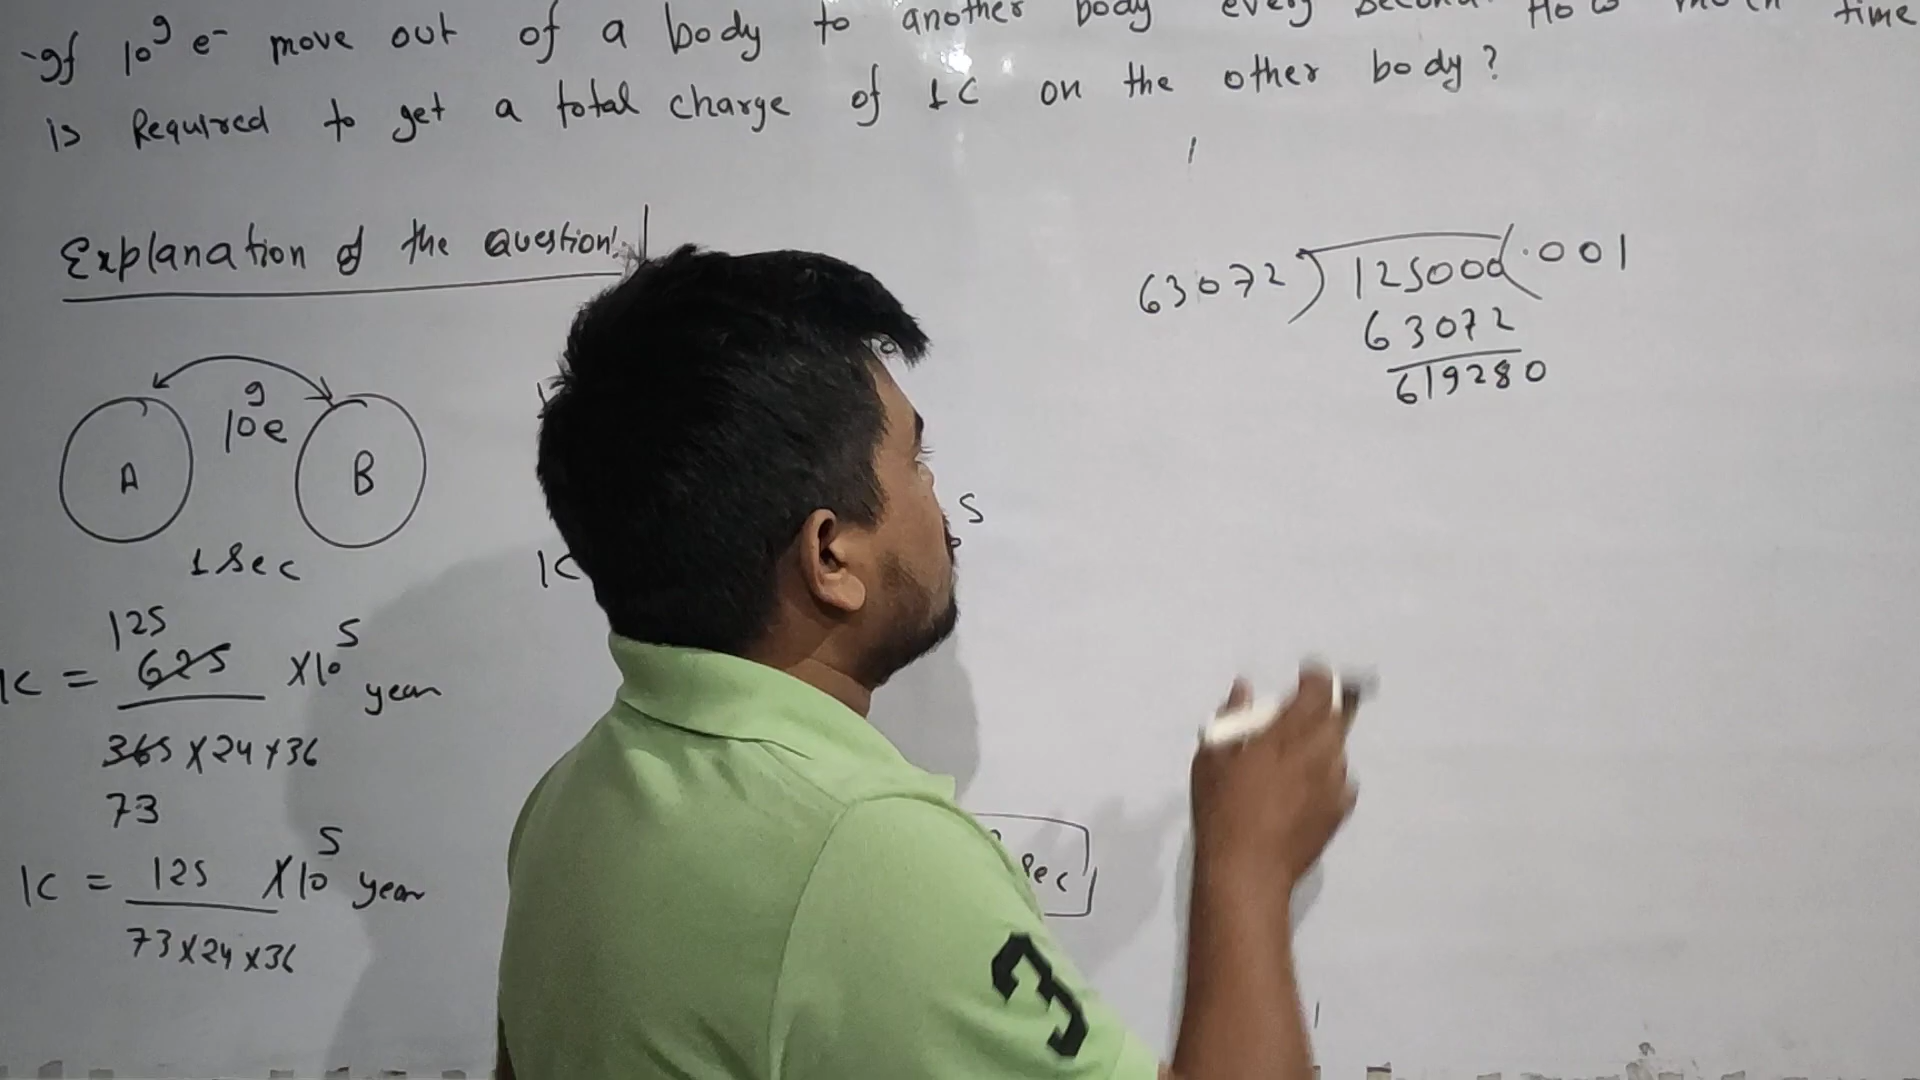 If 10⁹ e⁻ move out of a body to another body every second. How much time
is Required to get a total charge of 1C on the other body?
Explanation of the Question!
A
10⁹e
B
1 Sec
1C = 625 × 10⁵ year
125
365 × 24 × 36
73
1C = 125 × 10⁵ year
73 × 24 × 36
1C
5
sec
63072 ) 125000 ( .001
63072
619280
3